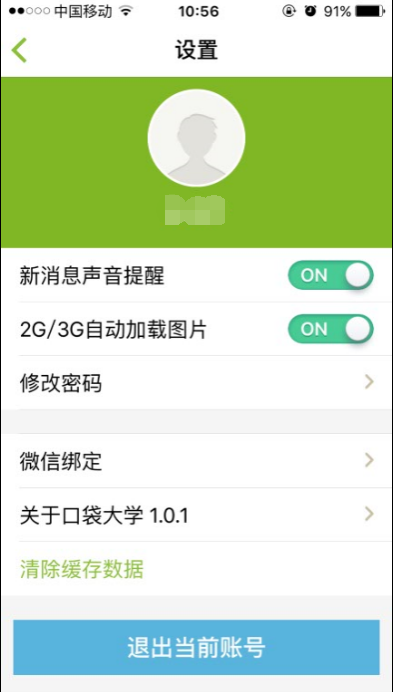 中国移动 10:56 91%
设置
新消息声音提醒 ON
2G/3G自动加载图片 ON
修改密码
微信绑定
关于口袋大学 1.0.1
清除缓存数据
退出当前账号